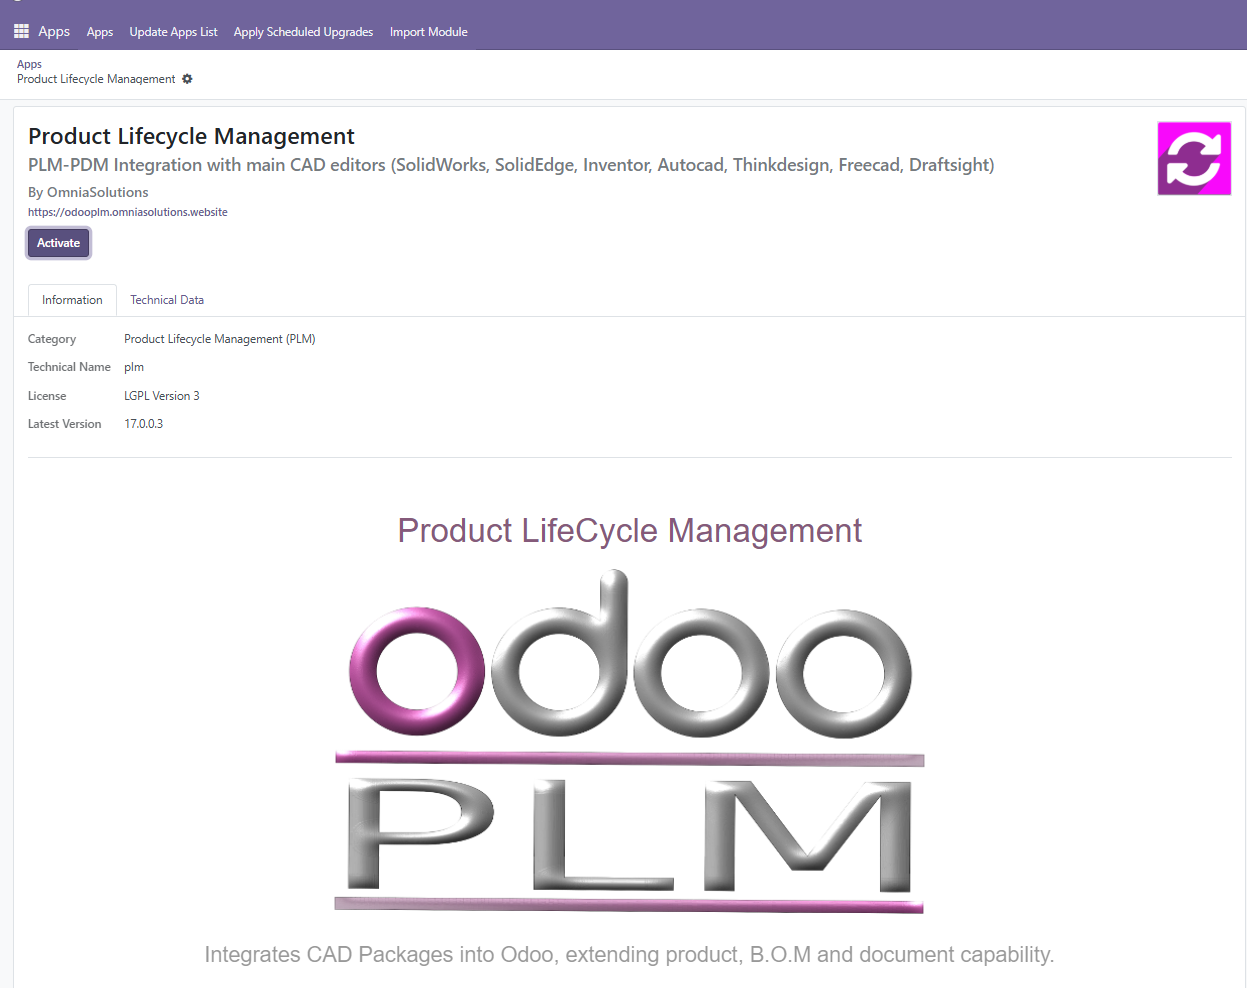 Apps Apps Update Apps List Apply Scheduled Upgrades Import Module
Apps
Product Lifecycle Management
Product Lifecycle Management
PLM-PDM Integration with main CAD editors (SolidWorks, SolidEdge, Inventor, Autocad, Thinkdesign, Freecad, Draftsight)
By OmniaSolutions
https://odooplm.omniasolutions.website
Activate
Information Technical Data
Category Product Lifecycle Management (PLM)
Technical Name plm
License LGPL Version 3
Latest Version 17.0.0.3
Product LifeCycle Management
odoo
PLM
Integrates CAD Packages into Odoo, extending product, B.O.M and document capability.